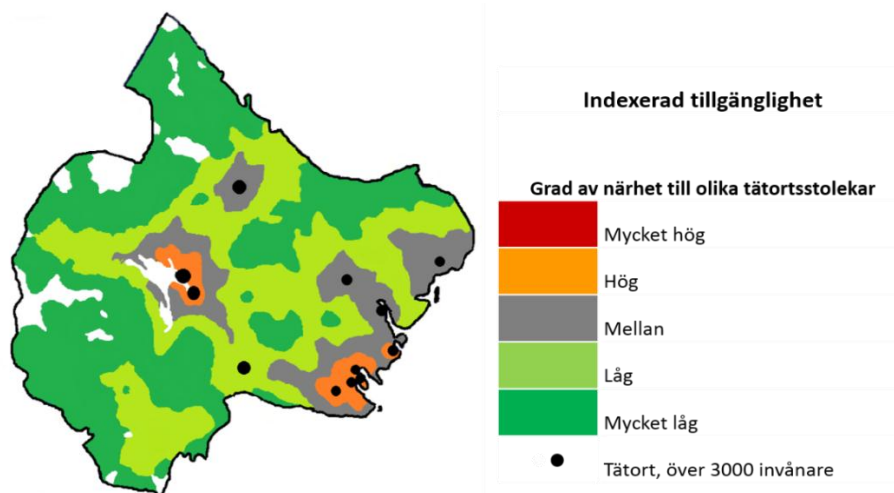 Indexerad tillgänglighet
Grad av närhet till olika tätortsstolekar
Mycket hög
Hög
Mellan
Låg
Mycket låg
Tätort, över 3000 invånare